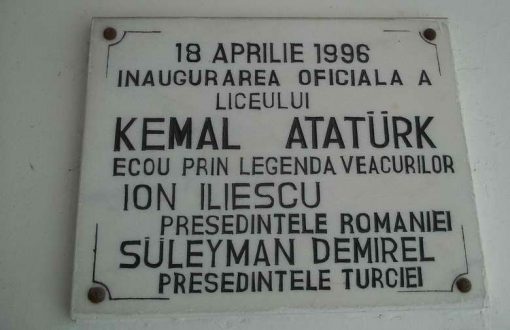 18 APRILIE 1996
INAUGURAREA OFICIALA A
LICEULUI
KEMAL ATATÜRK
ECOU PRIN LEGENDA VEACURILOR
ION ILIESCU
PRESEDINTELE ROMANIEI
SÜLEYMAN DEMIREL
PRESEDINTELE TURCIEI